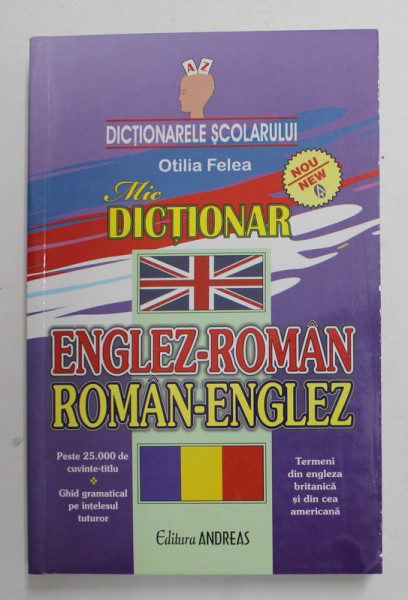 A Z
DICȚIONARELE ȘCOLARULUI
Otilia Felea
NOU
NEW
A
Mic
DICȚIONAR
ENGLEZ-ROMÂN
ROMÂN-ENGLEZ
Peste 25.000 de
cuvinte-titlu
Ghid gramatical
pe înțelesul
tuturor
Termeni
din engleza
britanică
și din cea
americană
Editura ANDREAS